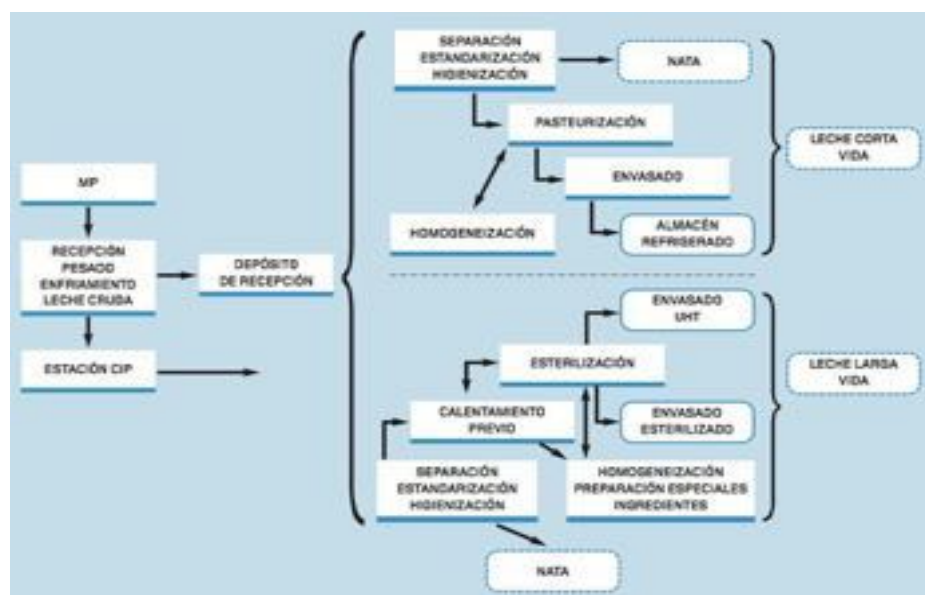 SEPARACIÓN
ESTANDARIZACIÓN
HIGIENIZACIÓN
NATA
PASTEURIZACIÓN
LECHE CORTA
VIDA
ENVASADO
MP
HOMOGENEIZACIÓN
ALMACÉN
REFRIGERADO
RECEPCIÓN
PESADO
ENFRIAMIENTO
LECHE CRUDA
DEPÓSITO
DE RECEPCIÓN
ENVASADO
UHT
ESTACIÓN CIP
ESTERILIZACIÓN
LECHE LARGA
VIDA
CALENTAMIENTO
PREVIO
ENVASADO
ESTERILIZADO
SEPARACIÓN
ESTANDARIZACIÓN
HIGIENIZACIÓN
HOMOGENEIZACIÓN
PREPARACIÓN ESPECIALES
INGREDIENTES
NATA